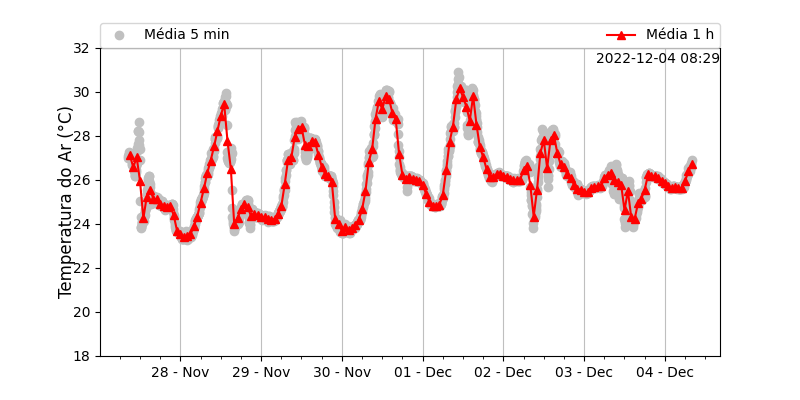 Média 5 min
Média 1 h
2022-12-04 08:29
Temperatura do Ar (°C)
32
30
28
26
24
22
20
18
28 - Nov
29 - Nov
30 - Nov
01 - Dec
02 - Dec
03 - Dec
04 - Dec